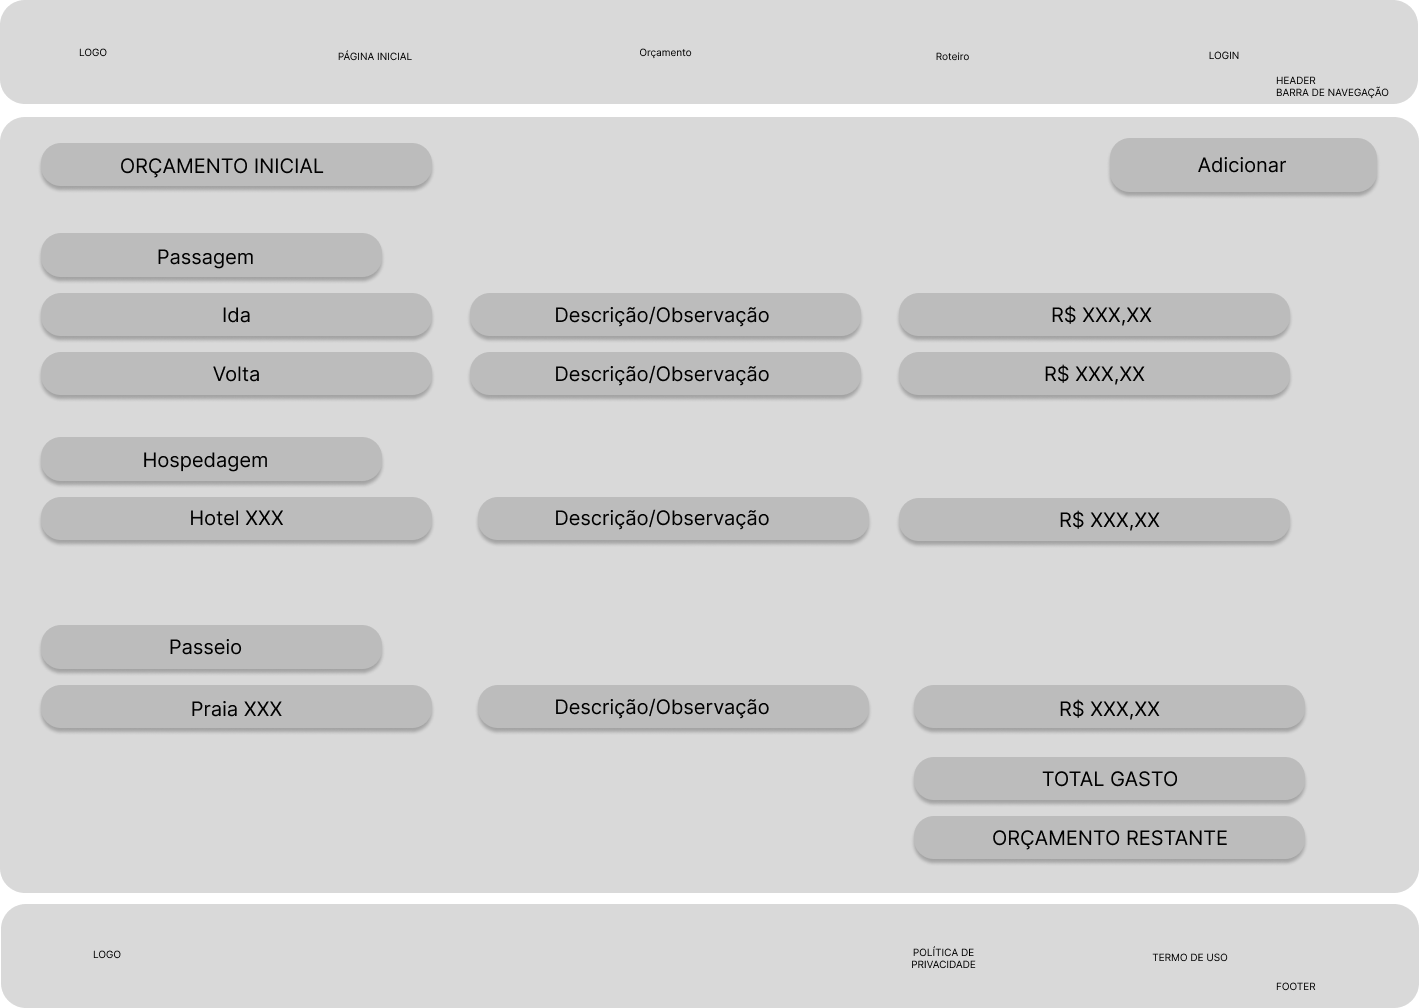 LOGO
PÁGINA INICIAL
Orçamento
Roteiro
LOGIN
HEADER
BARRA DE NAVEGAÇÃO
ORÇAMENTO INICIAL
Adicionar
Passagem
Ida
Descrição/Observação
R$ XXX,XX
Volta
Descrição/Observação
R$ XXX,XX
Hospedagem
Hotel XXX
Descrição/Observação
R$ XXX,XX
Passeio
Praia XXX
Descrição/Observação
R$ XXX,XX
TOTAL GASTO
ORÇAMENTO RESTANTE
LOGO
POLÍTICA DE
PRIVACIDADE
TERMO DE USO
FOOTER